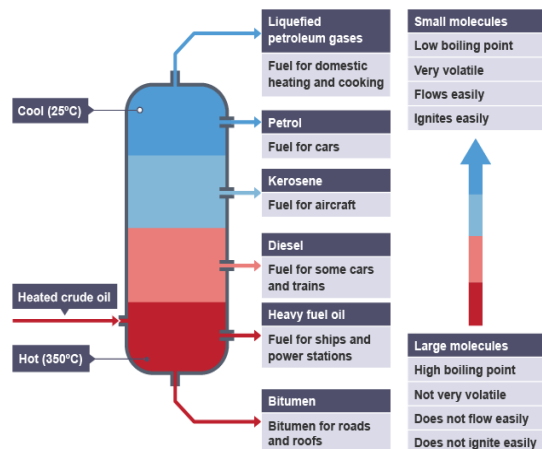 Liquefied
petroleum gases
Fuel for domestic
heating and cooking
Cool (25ºC)
Petrol
Fuel for cars
Kerosene
Fuel for aircraft
Diesel
Fuel for some cars
and trains
Heated crude oil
Heavy fuel oil
Fuel for ships and
power stations
Hot (350ºC)
Bitumen
Bitumen for roads
and roofs
Small molecules
Low boiling point
Very volatile
Flows easily
Ignites easily
Large molecules
High boiling point
Not very volatile
Does not flow easily
Does not ignite easily